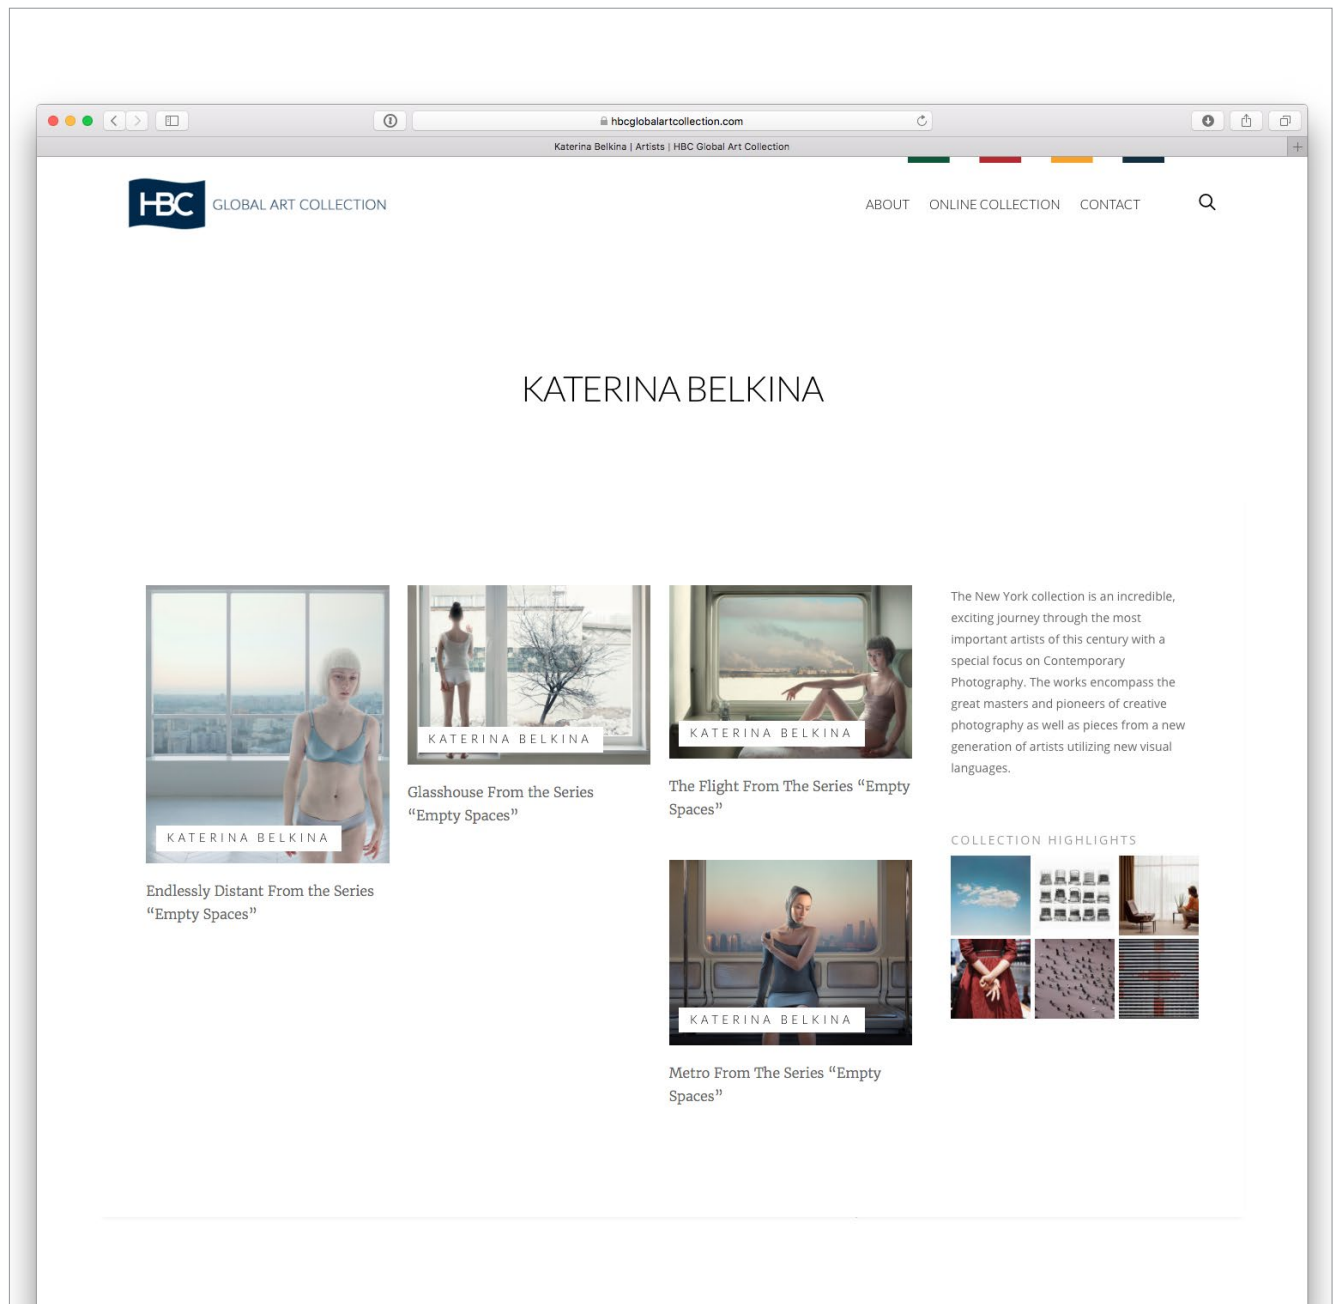 hbcglobalartcollection.com
Katerina Belkina | Artists | HBC Global Art Collection
HBC GLOBAL ART COLLECTION
ABOUT ONLINE COLLECTION CONTACT
KATERINA BELKINA
KATERINA BELKINA
Endlessly Distant From the Series
“Empty Spaces”
KATERINA BELKINA
Glasshouse From the Series
“Empty Spaces”
KATERINA BELKINA
The Flight From The Series “Empty
Spaces”
KATERINA BELKINA
Metro From The Series “Empty
Spaces”
The New York collection is an incredible,
exciting journey through the most
important artists of this century with a
special focus on Contemporary
Photography. The works encompass the
great masters and pioneers of creative
photography as well as pieces from a new
generation of artists utilizing new visual
languages.
COLLECTION HIGHLIGHTS